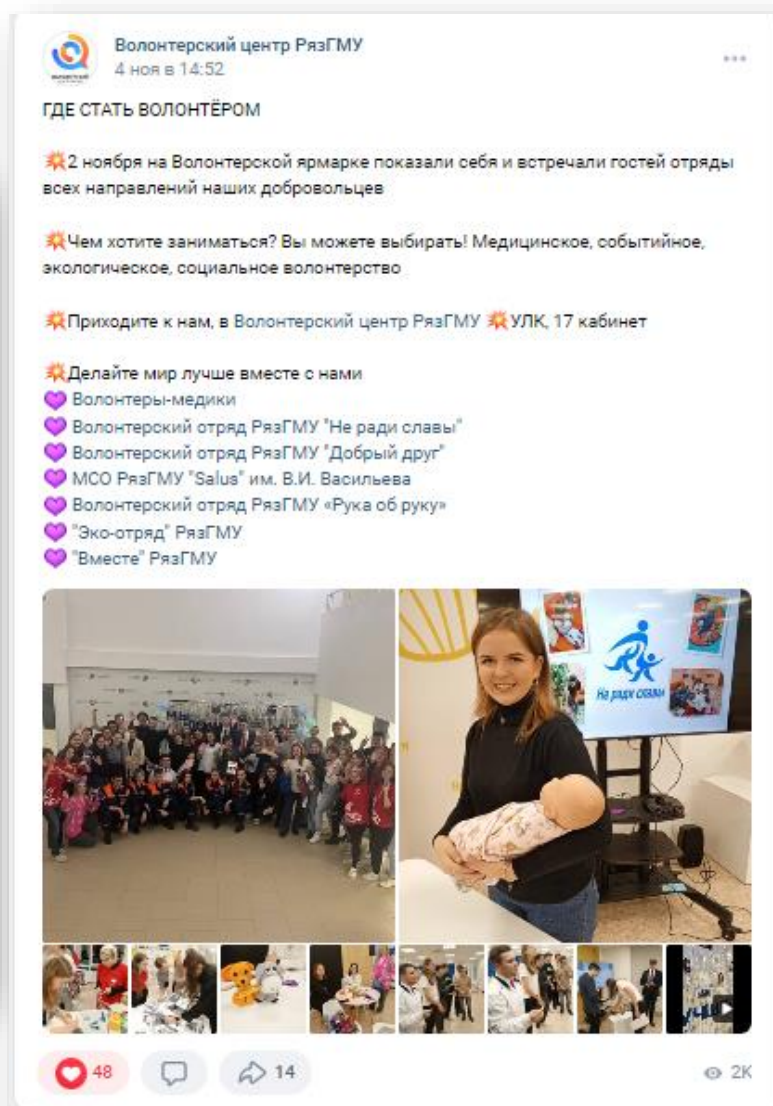 Волонтерский центр РязГМУ
4 ноя в 14:52
ГДЕ СТАТЬ ВОЛОНТЁРОМ
💥2 ноября на Волонтерской ярмарке показали себя и встречали гостей отряды
всех направлений наших добровольцев
💥Чем хотите заниматься? Вы можете выбирать! Медицинское, событийное,
экологическое, социальное волонтерство
💥Приходите к нам, в Волонтерский центр РязГМУ 💥УЛК, 17 кабинет
💥Делайте мир лучше вместе с нами
💜 Волонтеры-медики
💜 Волонтерский отряд РязГМУ "Не ради славы"
💜 Волонтерский отряд РязГМУ "Добрый друг"
💜 МСО РязГМУ "Salus" им. В.И. Васильева
💜 Волонтерский отряд РязГМУ «Рука об руку»
💜 "Эко-отряд" РязГМУ
💜 "Вместе" РязГМУ
Не ради славы
48
14
2K